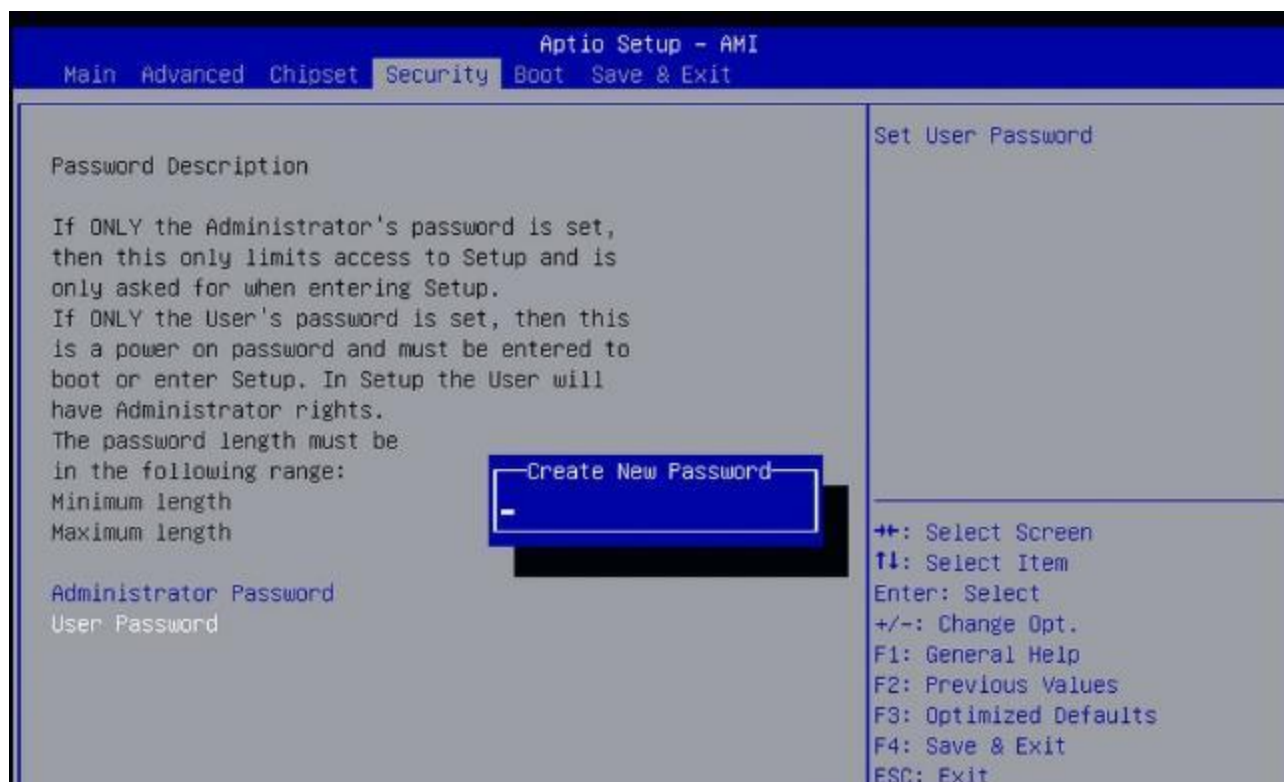 Aptio Setup – AMI
Main Advanced Chipset Security Boot Save & Exit
Password Description
If ONLY the Administrator's password is set,
then this only limits access to Setup and is
only asked for when entering Setup.
If ONLY the User's password is set, then this
is a power on password and must be entered to
boot or enter Setup. In Setup the User will
have Administrator rights.
The password length must be
in the following range:
Minimum length
Maximum length
Administrator Password
User Password
Create New Password
Set User Password
→←: Select Screen
↑↓: Select Item
Enter: Select
+/-: Change Opt.
F1: General Help
F2: Previous Values
F3: Optimized Defaults
F4: Save & Exit
ESC: Exit